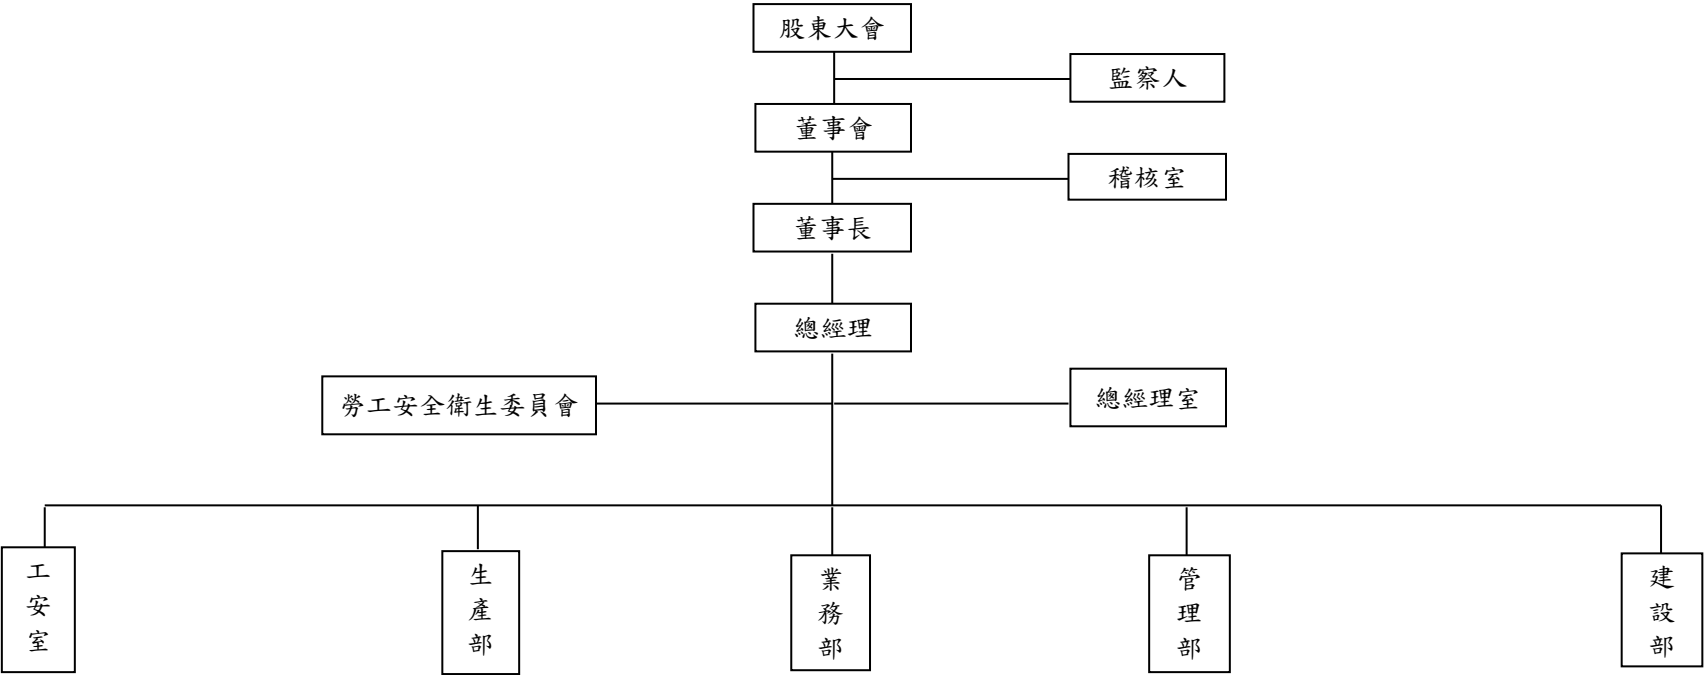 股東大會
監察人
董事會
稽核室
董事長
總經理
勞工安全衛生委員會
總經理室
工安室
生產部
業務部
管理部
建設部